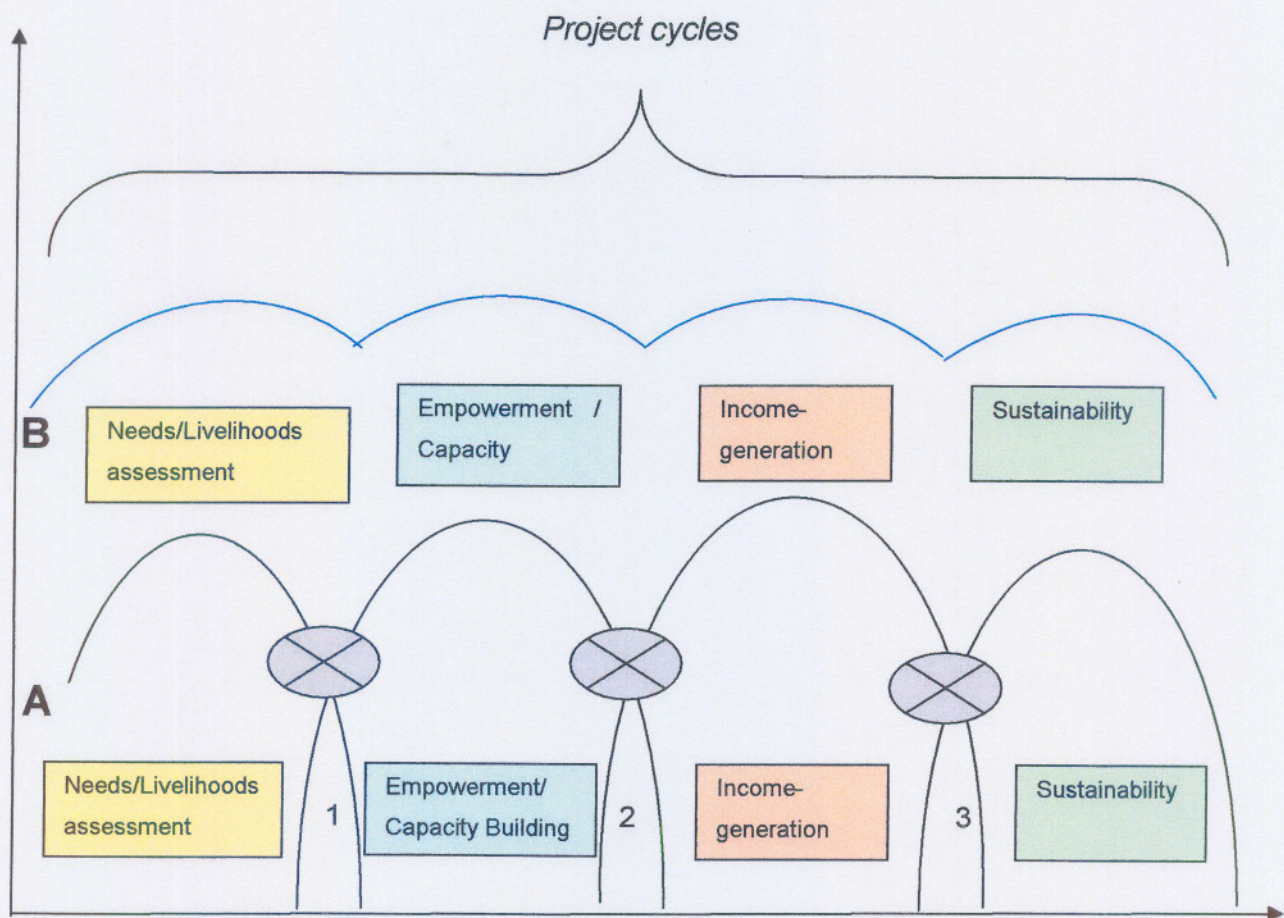 Project cycles
B
Needs/Livelihoods
assessment
Empowerment /
Capacity
Income-
generation
Sustainability
A
Needs/Livelihoods
assessment
1
Empowerment/
Capacity Building
2
Income-
generation
3
Sustainability